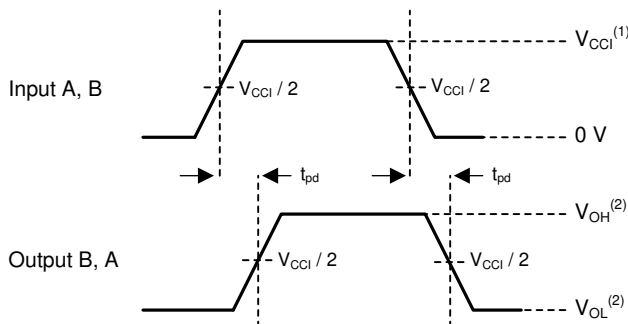 V_CCI^(1)
Input A, B
V_CCI / 2
V_CCI / 2
0 V
t_pd
t_pd
V_OH^(2)
Output B, A
V_CCI / 2
V_CCI / 2
V_OL^(2)